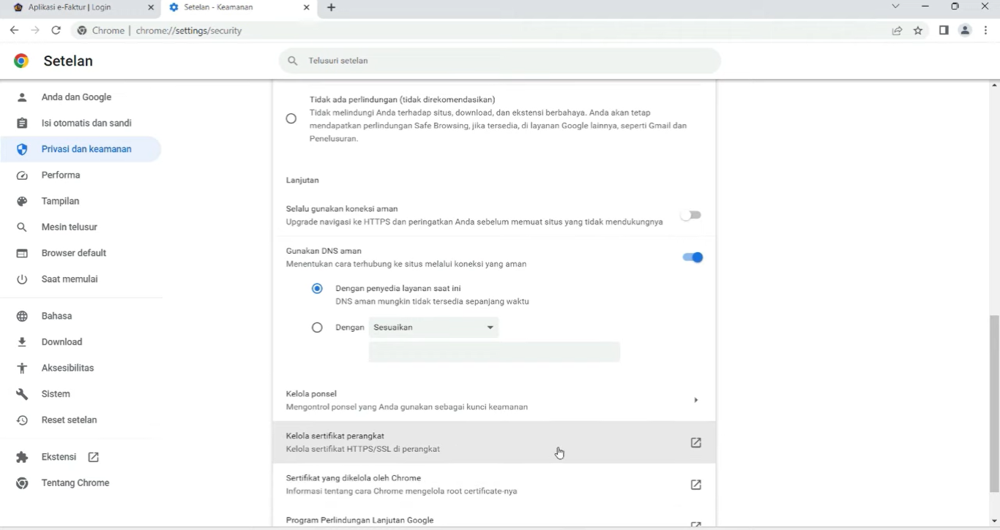 Aplikasi e-Faktur | Login
Setelan - Keamanan
Chrome | chrome://settings/security
Setelan
Telusuri setelan
Anda dan Google
Isi otomatis dan sandi
Privasi dan keamanan
Performa
Tampilan
Mesin telusur
Browser default
Saat memulai
Bahasa
Download
Aksesibilitas
Sistem
Reset setelan
Ekstensi
Tentang Chrome
Tidak ada perlindungan (tidak direkomendasikan)
Tidak melindungi Anda terhadap situs, download, dan ekstensi berbahaya. Anda akan tetap
mendapatkan perlindungan Safe Browsing, jika tersedia, di layanan Google lainnya, seperti Gmail dan
Penelusuran.
Lanjutan
Selalu gunakan koneksi aman
Upgrade navigasi ke HTTPS dan peringatkan Anda sebelum memuat situs yang tidak mendukungnya
Gunakan DNS aman
Menentukan cara terhubung ke situs melalui koneksi yang aman
Dengan penyedia layanan saat ini
DNS aman mungkin tidak tersedia sepanjang waktu
Dengan Sesuaikan
Kelola ponsel
Mengontrol ponsel yang Anda gunakan sebagai kunci keamanan
Kelola sertifikat perangkat
Kelola sertifikat HTTPS/SSL di perangkat
Sertifikat yang dikelola oleh Chrome
Informasi tentang cara Chrome mengelola root certificate-nya
Program Perlindungan Lanjutan Google